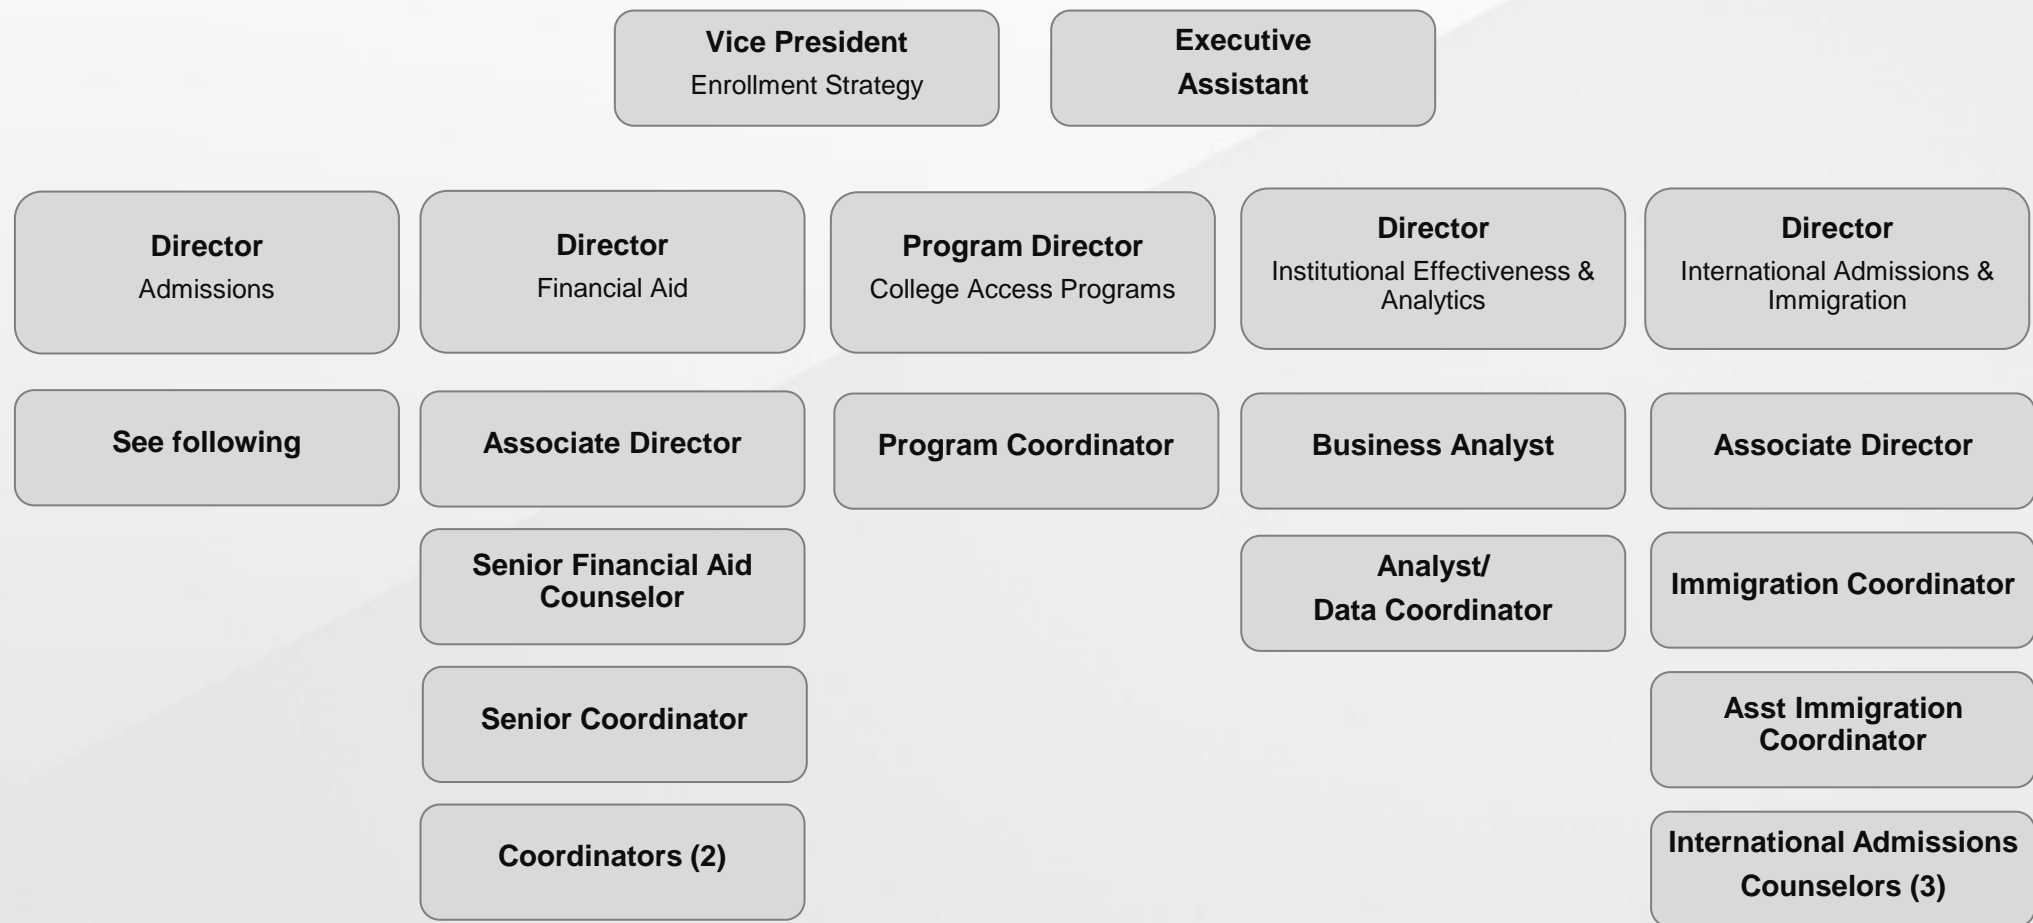 Vice President
Enrollment Strategy
Executive
Assistant
Director
Admissions
Director
Financial Aid
Program Director
College Access Programs
Director
Institutional Effectiveness &
Analytics
Director
International Admissions &
Immigration
See following
Associate Director
Program Coordinator
Business Analyst
Associate Director
Senior Financial Aid
Counselor
Analyst/
Data Coordinator
Immigration Coordinator
Senior Coordinator
Asst Immigration
Coordinator
Coordinators (2)
International Admissions
Counselors (3)